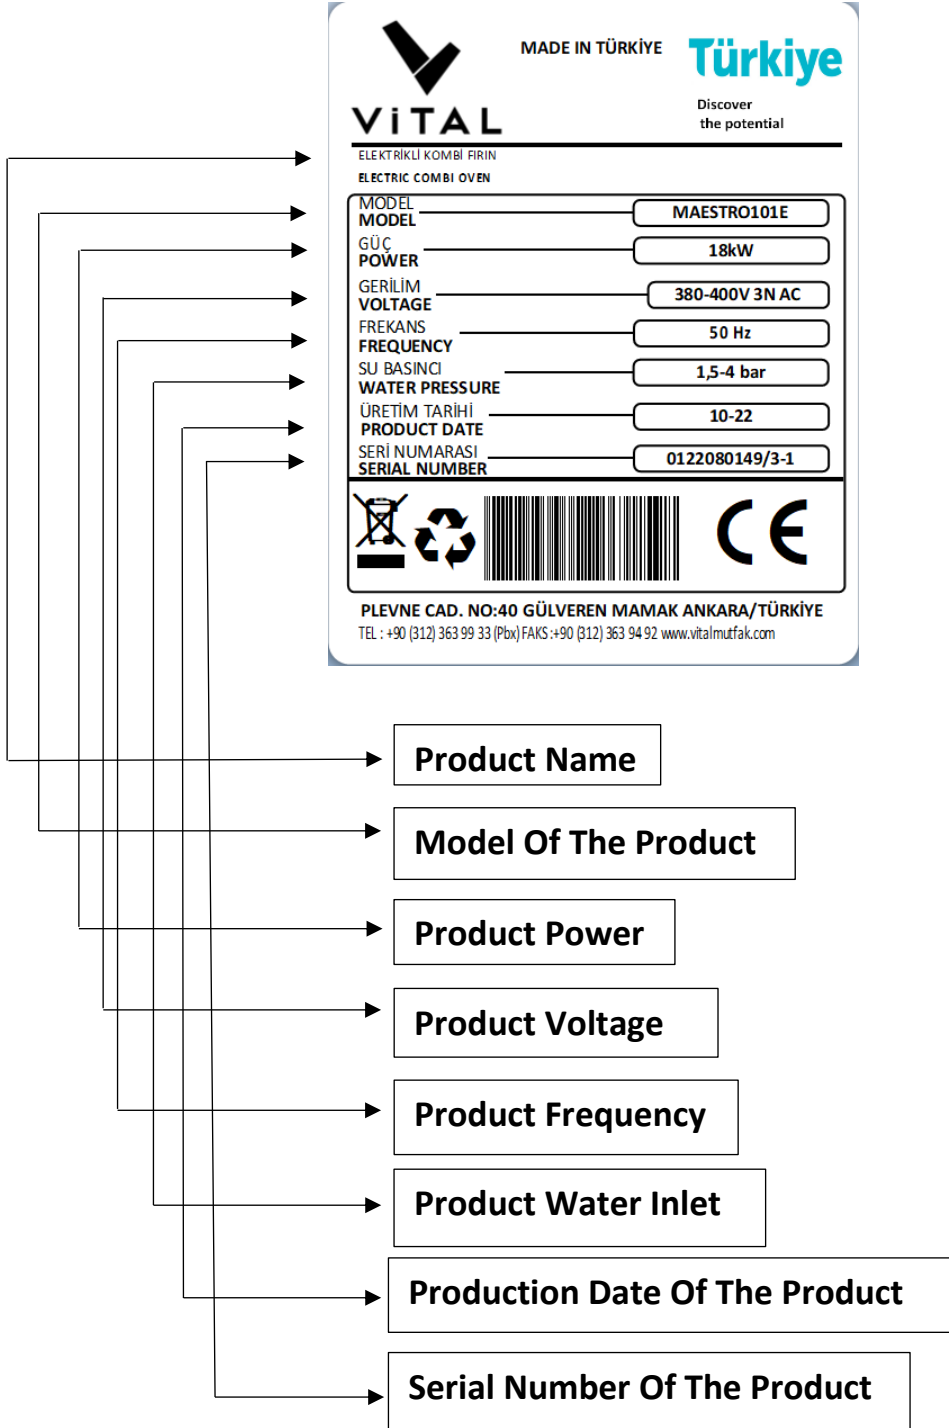 MADE IN TÜRKİYE
Türkiye
Discover
the potential
ViTAL
ELEKTRİKLİ KOMBİ FIRIN
ELECTRIC COMBI OVEN
MODEL
MODEL
MAESTRO101E
GÜÇ
POWER
18kW
GERİLİM
VOLTAGE
380-400V 3N AC
FREKANS
FREQUENCY
50 Hz
SU BASINCI
WATER PRESSURE
1,5-4 bar
ÜRETİM TARİHİ
PRODUCT DATE
10-22
SERİ NUMARASI
SERIAL NUMBER
0122080149/3-1
CE
PLEVNE CAD. NO:40 GÜLVEREN MAMAK ANKARA/TÜRKİYE
TEL : +90 (312) 363 99 33 (Pbx) FAKS :+90 (312) 363 94 92 www.vitalmutfak.com
Product Name
Model Of The Product
Product Power
Product Voltage
Product Frequency
Product Water Inlet
Production Date Of The Product
Serial Number Of The Product